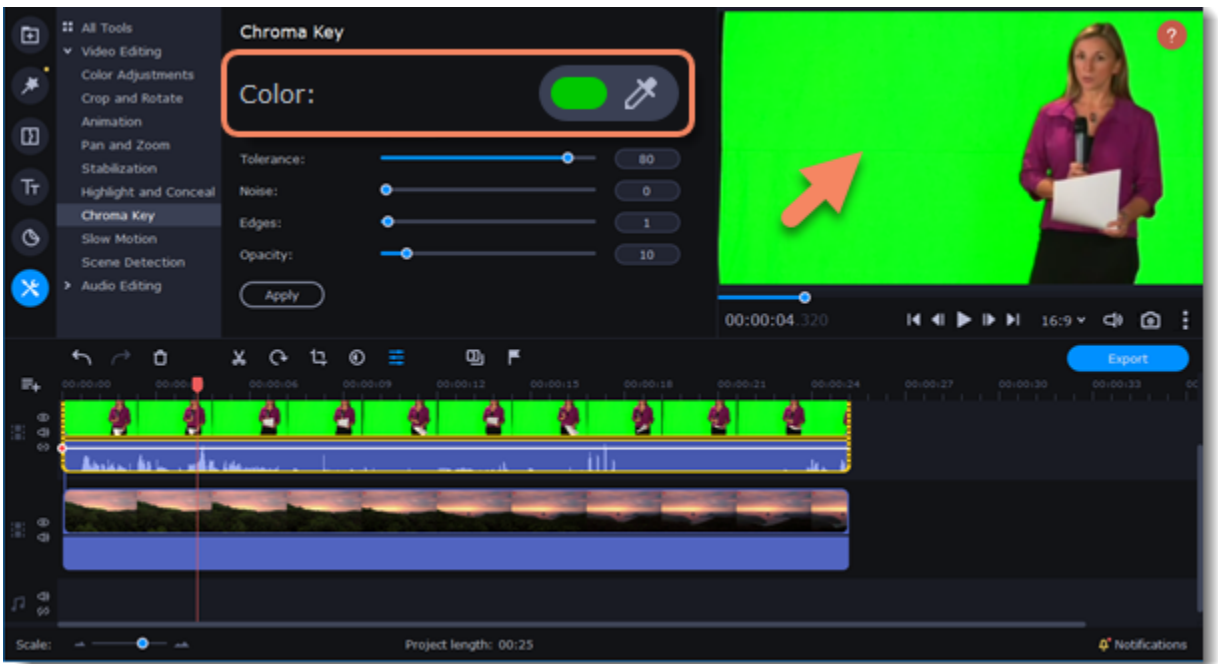 All Tools
Video Editing
Color Adjustments
Crop and Rotate
Animation
Pan and Zoom
Stabilization
Highlight and Conceal
Chroma Key
Slow Motion
Scene Detection
Audio Editing
Chroma Key
Color:
Tolerance: 80
Noise: 0
Edges: 1
Opacity: 10
Apply
?
00:00:04.320
16:9
Export
00:00:00 00:00: 00:00:06 00:00:09 00:00:12 00:00:15 00:00:18 00:00:21 00:00:24 00:00:27 00:00:30 00:00:33 00
Scale:
Project length: 00:25
Notifications